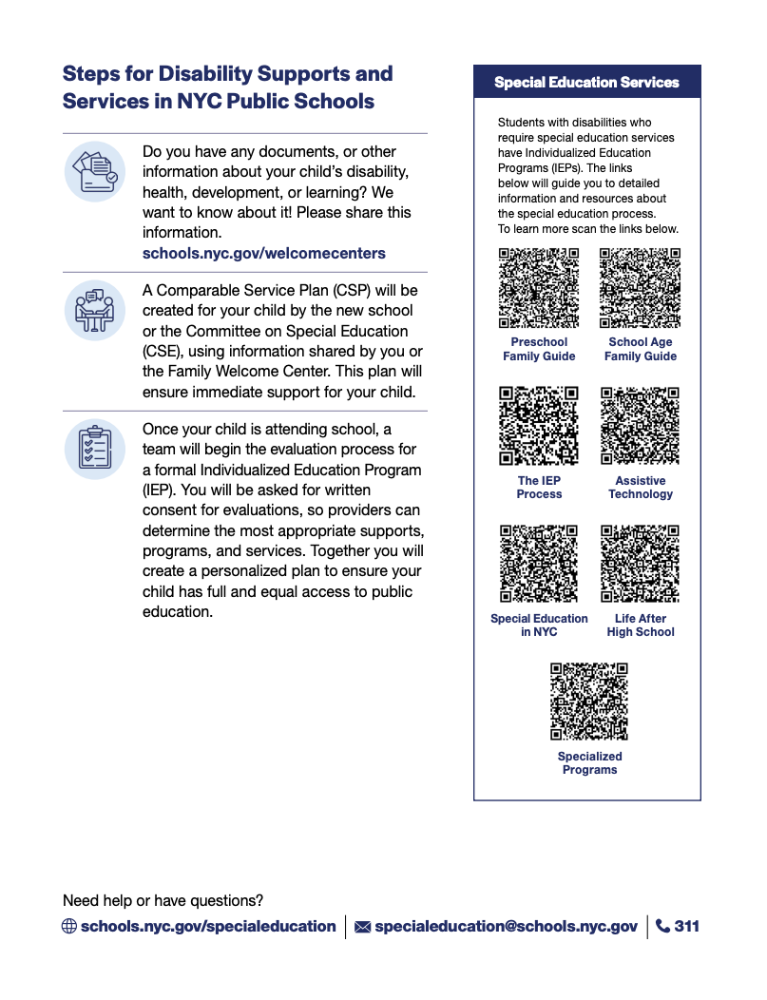 Steps for Disability Supports and
Services in NYC Public Schools
Do you have any documents, or other
information about your child’s disability,
health, development, or learning? We
want to know about it! Please share this
information.
schools.nyc.gov/welcomecenters
A Comparable Service Plan (CSP) will be
created for your child by the new school
or the Committee on Special Education
(CSE), using information shared by you or
the Family Welcome Center. This plan will
ensure immediate support for your child.
Once your child is attending school, a
team will begin the evaluation process for
a formal Individualized Education Program
(IEP). You will be asked for written
consent for evaluations, so providers can
determine the most appropriate supports,
programs, and services. Together you will
create a personalized plan to ensure your
child has full and equal access to public
education.
Special Education Services
Students with disabilities who
require special education services
have Individualized Education
Programs (IEPs). The links
below will guide you to detailed
information and resources about
the special education process.
To learn more scan the links below.
Preschool
Family Guide
School Age
Family Guide
The IEP
Process
Assistive
Technology
Special Education
in NYC
Life After
High School
Specialized
Programs
Need help or have questions?
schools.nyc.gov/specialeducation | specialeducation@schools.nyc.gov | 311